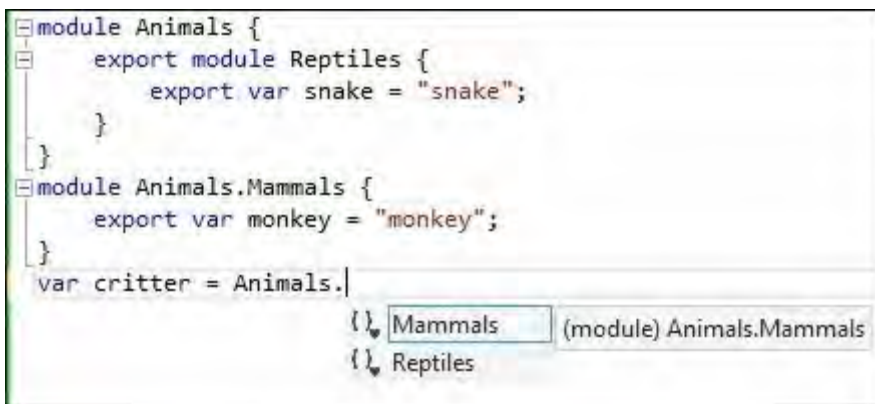 module Animals {
    export module Reptiles {
        export var snake = "snake";
    }
}
module Animals.Mammals {
    export var monkey = "monkey";
}
var critter = Animals.
{} Mammals (module) Animals.Mammals
{} Reptiles